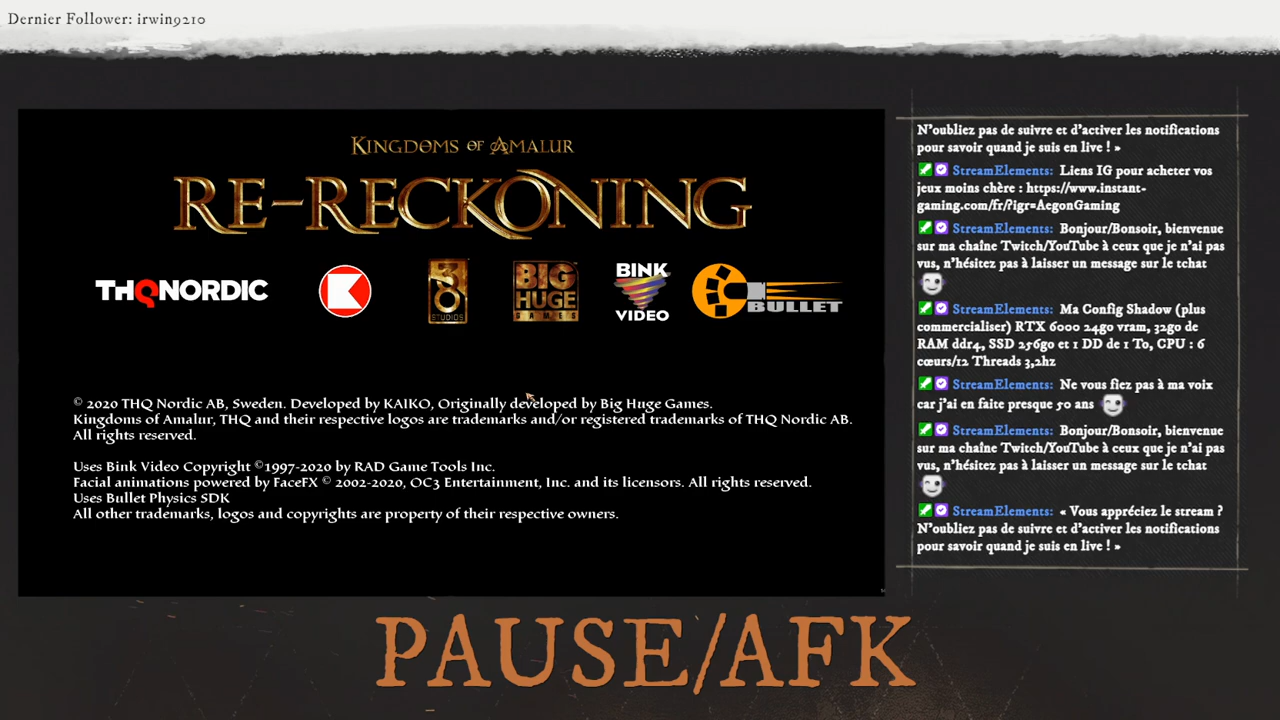 Dernier Follower: irwin9210
KINGDOMS OF AMALUR
RE-RECKONING
THQ NORDIC
K
38 STUDIOS
BIG HUGE GAMES
BINK VIDEO
BULLET
© 2020 THQ Nordic AB, Sweden. Developed by KAIKO, Originally developed by Big Huge Games.
Kingdoms of Amalur, THQ and their respective logos are trademarks and/or registered trademarks of THQ Nordic AB.
All rights reserved.
Uses Bink Video Copyright ©1997-2020 by RAD Game Tools Inc.
Facial animations powered by FaceFX © 2002-2020, OC3 Entertainment, Inc. and its licensors. All rights reserved.
Uses Bullet Physics SDK
All other trademarks, logos and copyrights are property of their respective owners.
N'oubliez pas de suivre et d'activer les notifications
pour savoir quand je suis en live ! »
StreamElements: Liens IG pour acheter vos
jeux moins chère : https://www.instant-
gaming.com/fr/?igr=AegonGaming
StreamElements: Bonjour/Bonsoir, bienvenue
sur ma chaîne Twitch/YouTube à ceux que je n'ai pas
vus, n'hésitez pas à laisser un message sur le tchat
StreamElements: Ma Config Shadow (plus
commercialiser) RTX 6000 24go vram, 32go de
RAM ddr4, SSD 256go et 1 DD de 1 To, CPU : 6
cœurs/12 Threads 3,2hz
StreamElements: Ne vous fiez pas à ma voix
car j'ai en faite presque 50 ans
StreamElements: Bonjour/Bonsoir, bienvenue
sur ma chaîne Twitch/YouTube à ceux que je n'ai pas
vus, n'hésitez pas à laisser un message sur le tchat
StreamElements: « Vous appréciez le stream ?
N'oubliez pas de suivre et d'activer les notifications
pour savoir quand je suis en live ! »
PAUSE/AFK